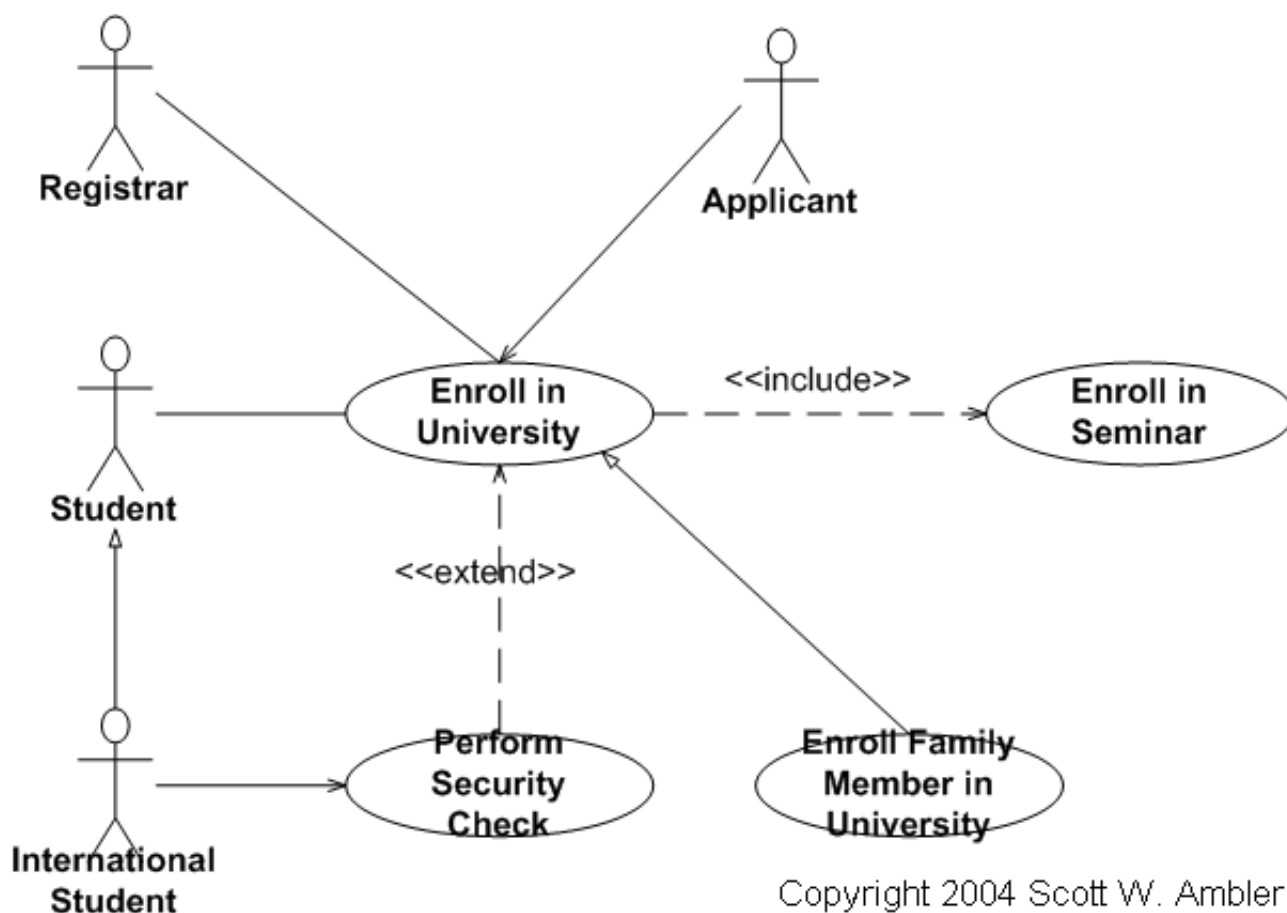 Registrar
Applicant
Enroll in
University
<<include>>
Enroll in
Seminar
Student
<<extend>>
Perform
Security
Check
Enroll Family
Member in
University
International
Student
Copyright 2004 Scott W. Ambler